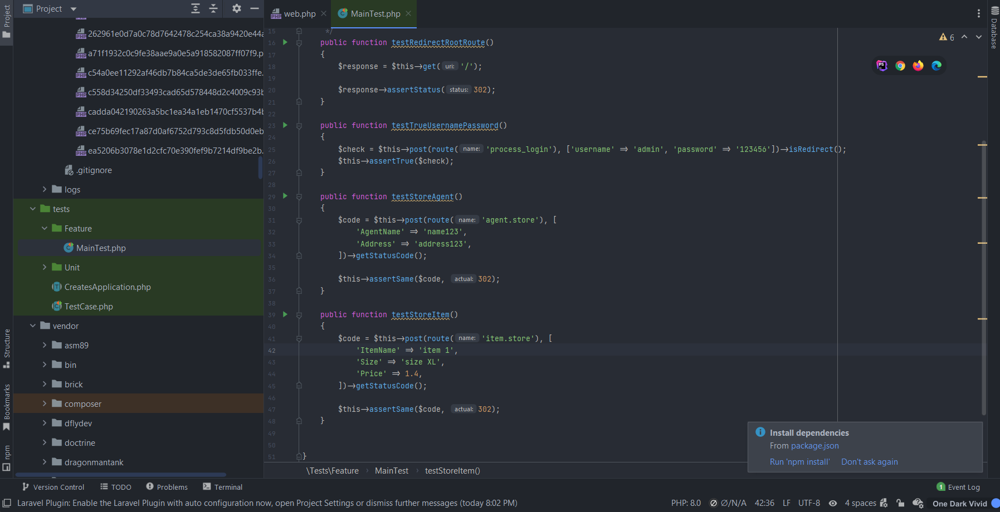 Project
Project
262961e0d7a0c78d7642478c254ca38a9420e44a
a71f1932c0c9fe38aae9a0e5a918582087ff07f9.p
c54a0ee11292af46db7b84ca5de3de65fb033ffe.
c558d34250df33493cad65d578448d2c4009c93b
cadda042190263a5bc1ea34a1eb1470cf5537b4b
ce75b69fec17a87d0af6752d793c8d5fdb50d0eb
ea5206b3078e1d2cfc70e390fef9b7214df9be2b.
.gitignore
logs
tests
Feature
MainTest.php
Unit
CreatesApplication.php
TestCase.php
vendor
asm89
bin
brick
composer
dflydev
doctrine
dragonmantank
Structure
Bookmarks
npm
web.php
MainTest.php
Database
6
15 */
16 public function testRedirectRootRoute()
17 {
18 $response = $this->get( uri: '/');
19
20 $response->assertStatus( status: 302);
21 }
22
23 public function testTrueUsernamePassword()
24 {
25 $check = $this->post(route( name: 'process_login'), ['username' => 'admin', 'password' => '123456'])->isRedirect();
26 $this->assertTrue($check);
27 }
28
29 public function testStoreAgent()
30 {
31 $code = $this->post(route( name: 'agent.store'), [
32 'AgentName' => 'name123',
33 'Address' => 'address123',
34 ])->getStatusCode();
35
36 $this->assertSame($code, actual: 302);
37 }
38
39 public function testStoreItem()
40 {
41 $code = $this->post(route( name: 'item.store'), [
42 'ItemName' => 'item 1',
43 'Size' => 'size XL',
44 'Price' => 1.4,
45 ])->getStatusCode();
46
47 $this->assertSame($code, actual: 302);
48 }
49
50
51 }
\Tests\Feature › MainTest › testStoreItem()
Install dependencies
From package.json
Run 'npm install' Don't ask again
Version Control TODO Problems Terminal
1 Event Log
Laravel Plugin: Enable the Laravel Plugin with auto configuration now, open Project Settings or dismiss further messages (today 8:02 PM)
PHP: 8.0 Ø/N/A 42:36 LF UTF-8 4 spaces One Dark Vivid